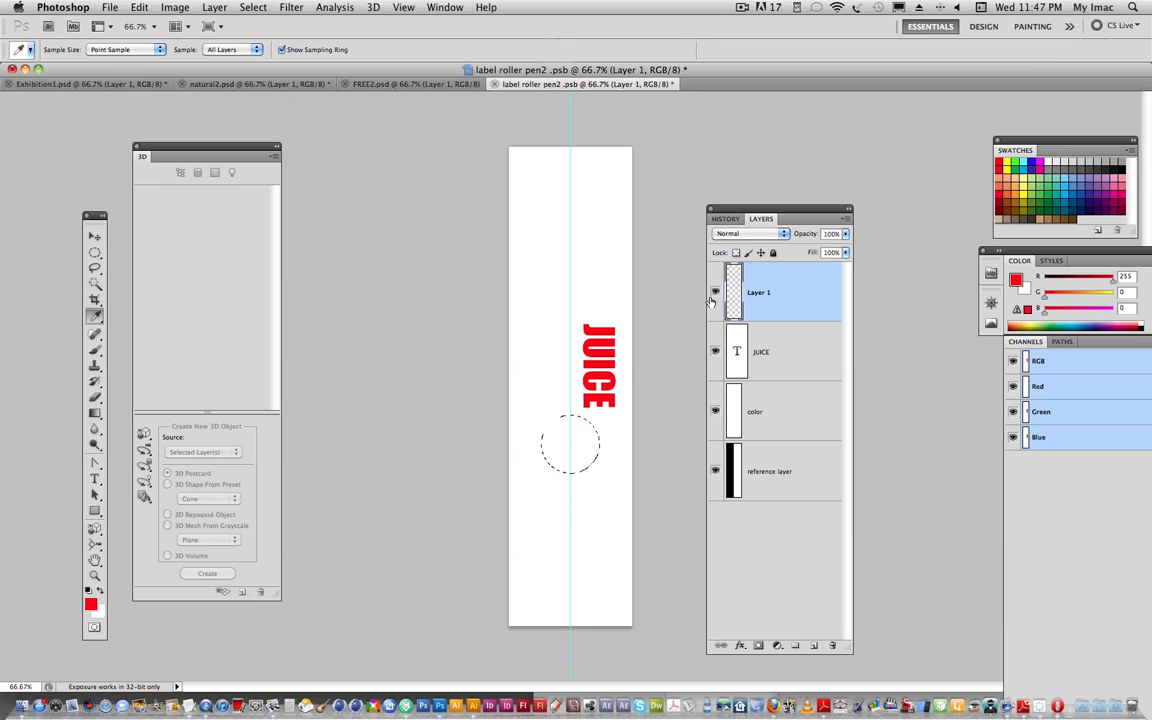 Photoshop File Edit Image Layer Select Filter Analysis 3D View Window Help
17 Wed 11:47 PM My Imac
Ps Br Mb 66.7%
ESSENTIALS DESIGN PAINTING >> CS Live
Sample Size: Point Sample Sample: All Layers Show Sampling Ring
label roller pen2 .psb @ 66.7% (Layer 1, RGB/8) *
Exhibition1.psd @ 66.7% (Layer 1, RGB/8) *
natural2.psd @ 66.7% (Layer 1, RGB/8) *
FREE2.psd @ 66.7% (Layer 1, RGB/8)
label roller pen2 .psb @ 66.7% (Layer 1, RGB/8) *
3D
Create New 3D Object
Source:
Selected Layer(s)
3D Postcard
3D Shape From Preset
Cone
3D Repoussé Object
3D Mesh From Grayscale
Plane
3D Volume
Create
JUICE
HISTORY LAYERS
Normal Opacity: 100%
Lock: Fill: 100%
Layer 1
T JUICE
color
reference layer
fx
SWATCHES
COLOR STYLES
R 255
G 0
B 0
CHANNELS PATHS
RGB
Red
Green
Blue
66.67% Exposure works in 32-bit only